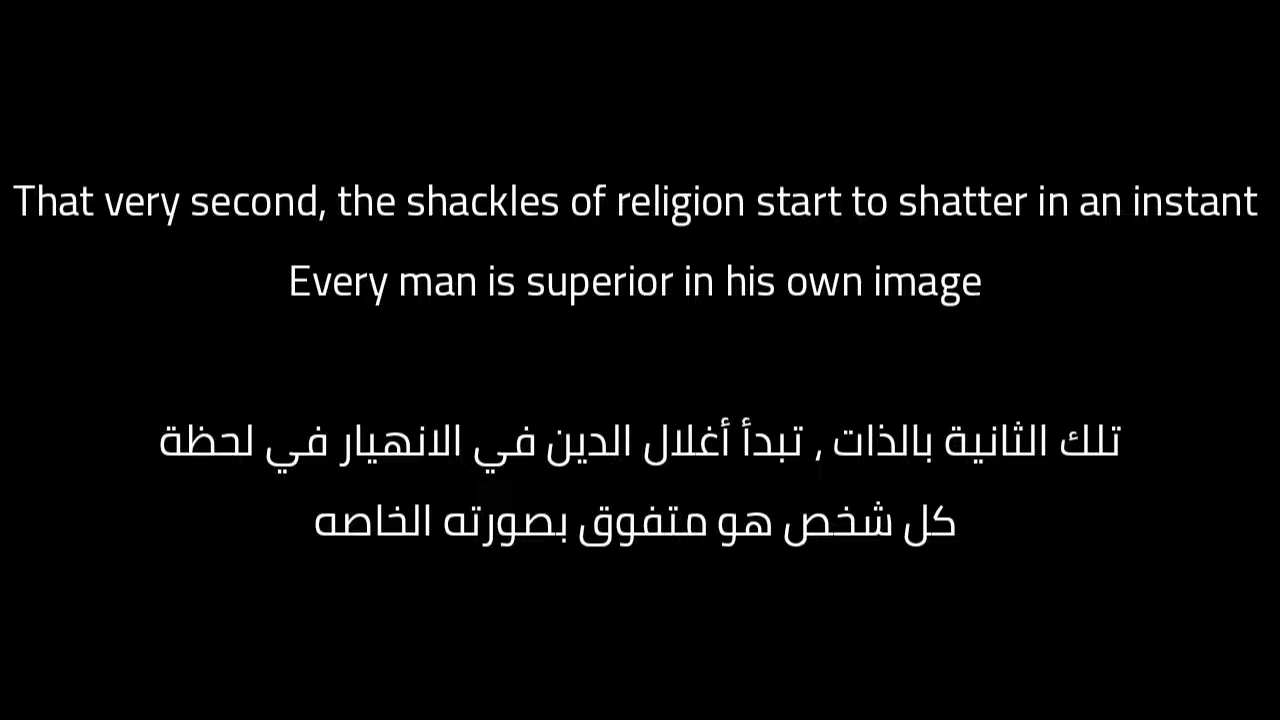 That very second, the shackles of religion start to shatter in an instant
Every man is superior in his own image
تلك الثانية بالذات , تبدأ أغلال الدين في الانهيار في لحظة
كل شخص هو متفوق بصورته الخاصه